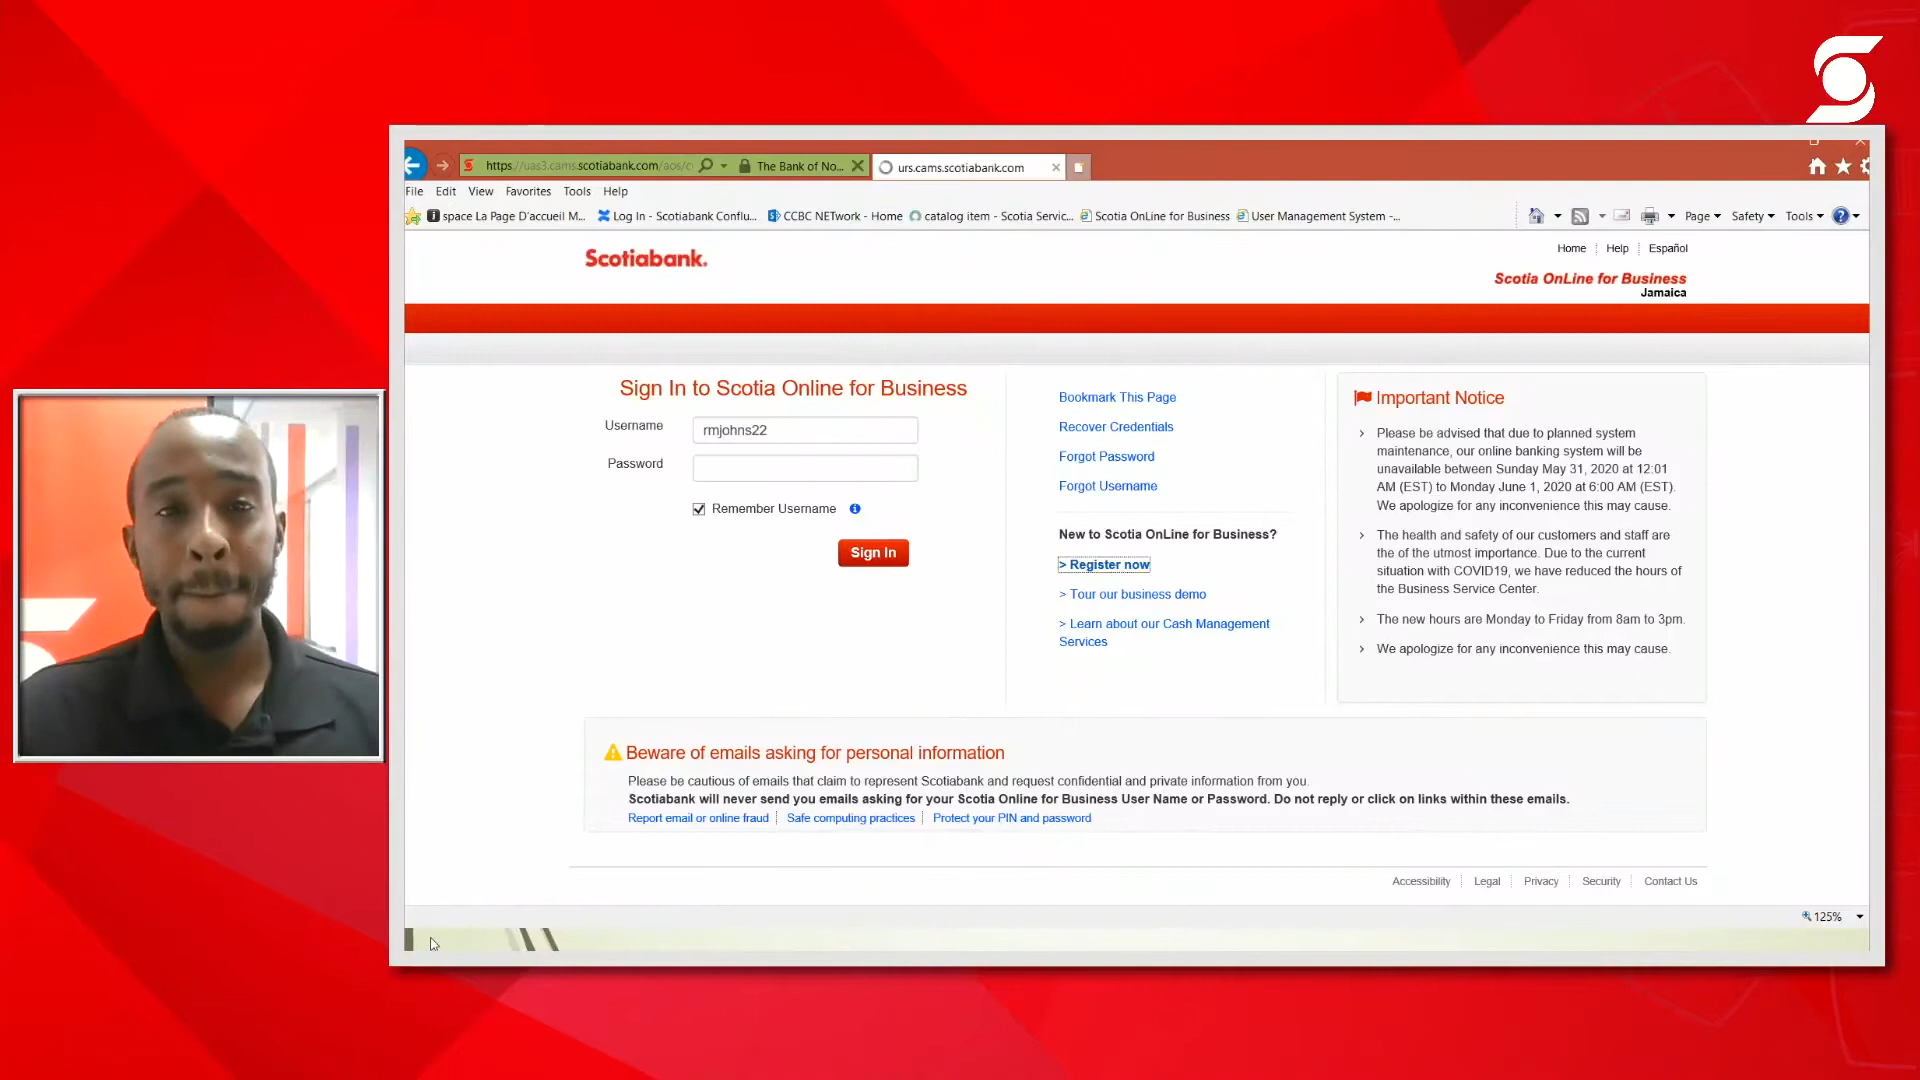 https://uas3.cams.scotiabank.com/aos/
The Bank of No...
urs.cams.scotiabank.com
File Edit View Favorites Tools Help
space La Page D'accueil M...
Log In - Scotiabank Conflu...
CCBC NETwork - Home
catalog item - Scotia Servic...
Scotia OnLine for Business
User Management System -...
Page Safety Tools
Scotiabank.
Home Help Español
Scotia OnLine for Business
Jamaica
Sign In to Scotia Online for Business
Username rmjohns22
Password
Remember Username
Sign In
Bookmark This Page
Recover Credentials
Forgot Password
Forgot Username
New to Scotia OnLine for Business?
> Register now
> Tour our business demo
> Learn about our Cash Management
Services
Important Notice
Please be advised that due to planned system
maintenance, our online banking system will be
unavailable between Sunday May 31, 2020 at 12:01
AM (EST) to Monday June 1, 2020 at 6:00 AM (EST).
We apologize for any inconvenience this may cause.
The health and safety of our customers and staff are
the of the utmost importance. Due to the current
situation with COVID19, we have reduced the hours of
the Business Service Center.
The new hours are Monday to Friday from 8am to 3pm.
We apologize for any inconvenience this may cause.
Beware of emails asking for personal information
Please be cautious of emails that claim to represent Scotiabank and request confidential and private information from you.
Scotiabank will never send you emails asking for your Scotia Online for Business User Name or Password. Do not reply or click on links within these emails.
Report email or online fraud Safe computing practices Protect your PIN and password
Accessibility Legal Privacy Security Contact Us
125%